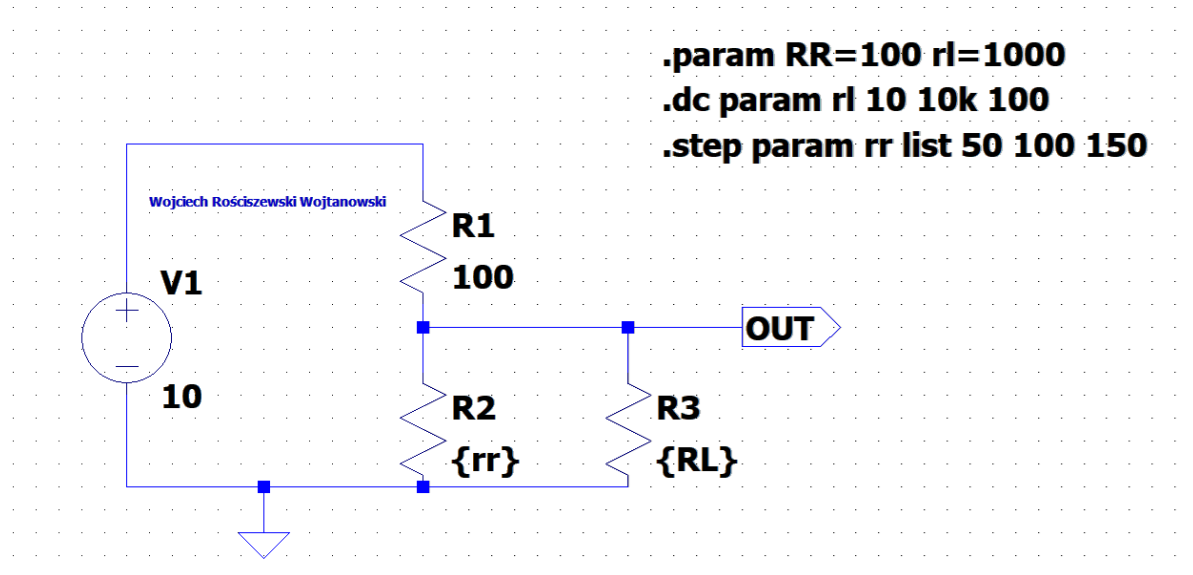 .param RR=100 rl=1000
.dc param rl 10 10k 100
.step param rr list 50 100 150
Wojciech Rościszewski Wojtanowski
R1
100
V1
10
OUT
R2
{rr}
R3
{RL}